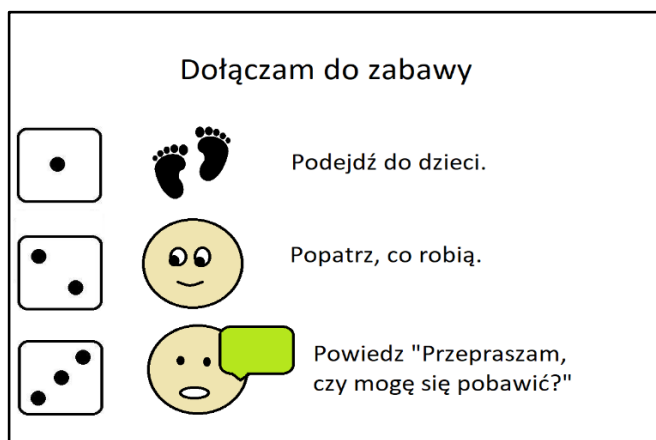 Dołączam do zabawy
Podejdź do dzieci.
Popatrz, co robią.
Powiedz "Przepraszam,
czy mogę się pobawić?"